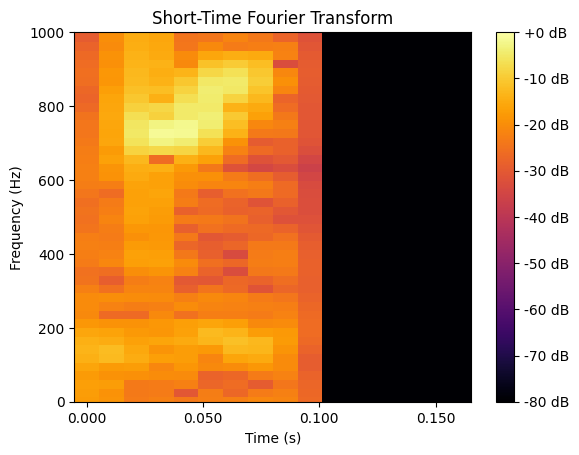 Short-Time Fourier Transform
1000
800
600
400
200
0
Frequency (Hz)
0.000
0.050
0.100
0.150
Time (s)
+0 dB
-10 dB
-20 dB
-30 dB
-40 dB
-50 dB
-60 dB
-70 dB
-80 dB